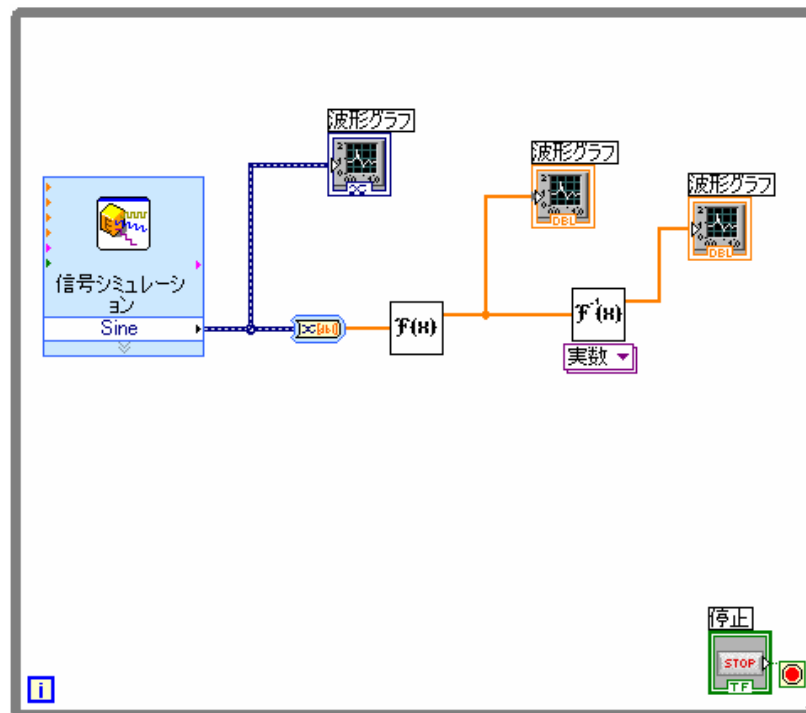 波形グラフ
波形グラフ
DBL
波形グラフ
DBL
信号シミュレーシ
ョン
Sine
F(x)
F⁻¹(x)
実数
停止
STOP
TF
i